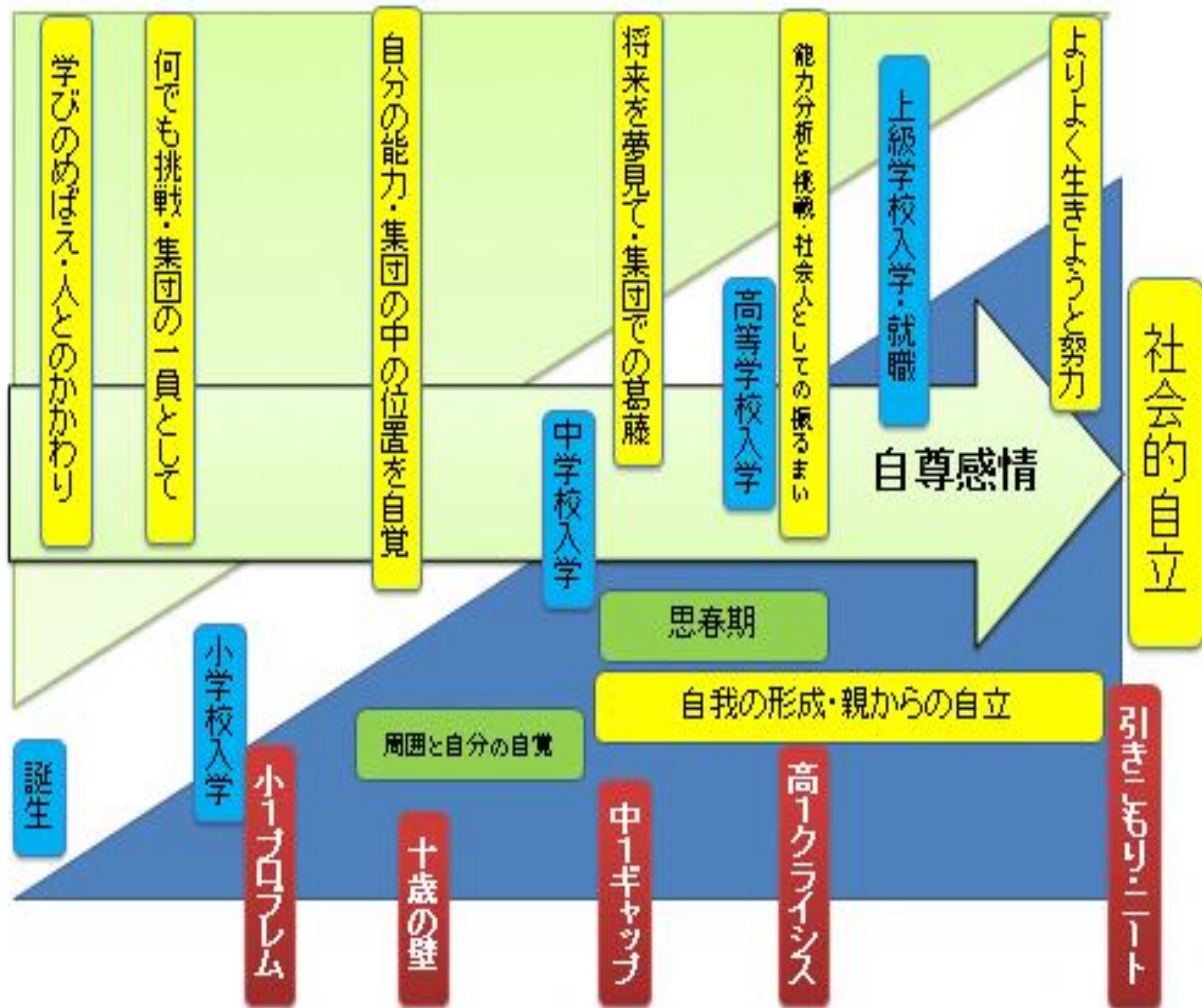 学びのめばえ・人とのかかわり
何でも挑戦・集団の一員として
自分の能力・集団の中の位置を自覚
将来を夢見て・集団での葛藤
能力分析と挑戦・社会人としての振るまい
よりよく生きようと努力
誕生
小学校入学
中学校入学
高等学校入学
上級学校入学・就職
自尊感情
社会的自立
思春期
自我の形成・親からの自立
周囲と自分の自覚
小1プロブレム
十歳の壁
中1ギャップ
高1クライシス
引きこもり・ニート